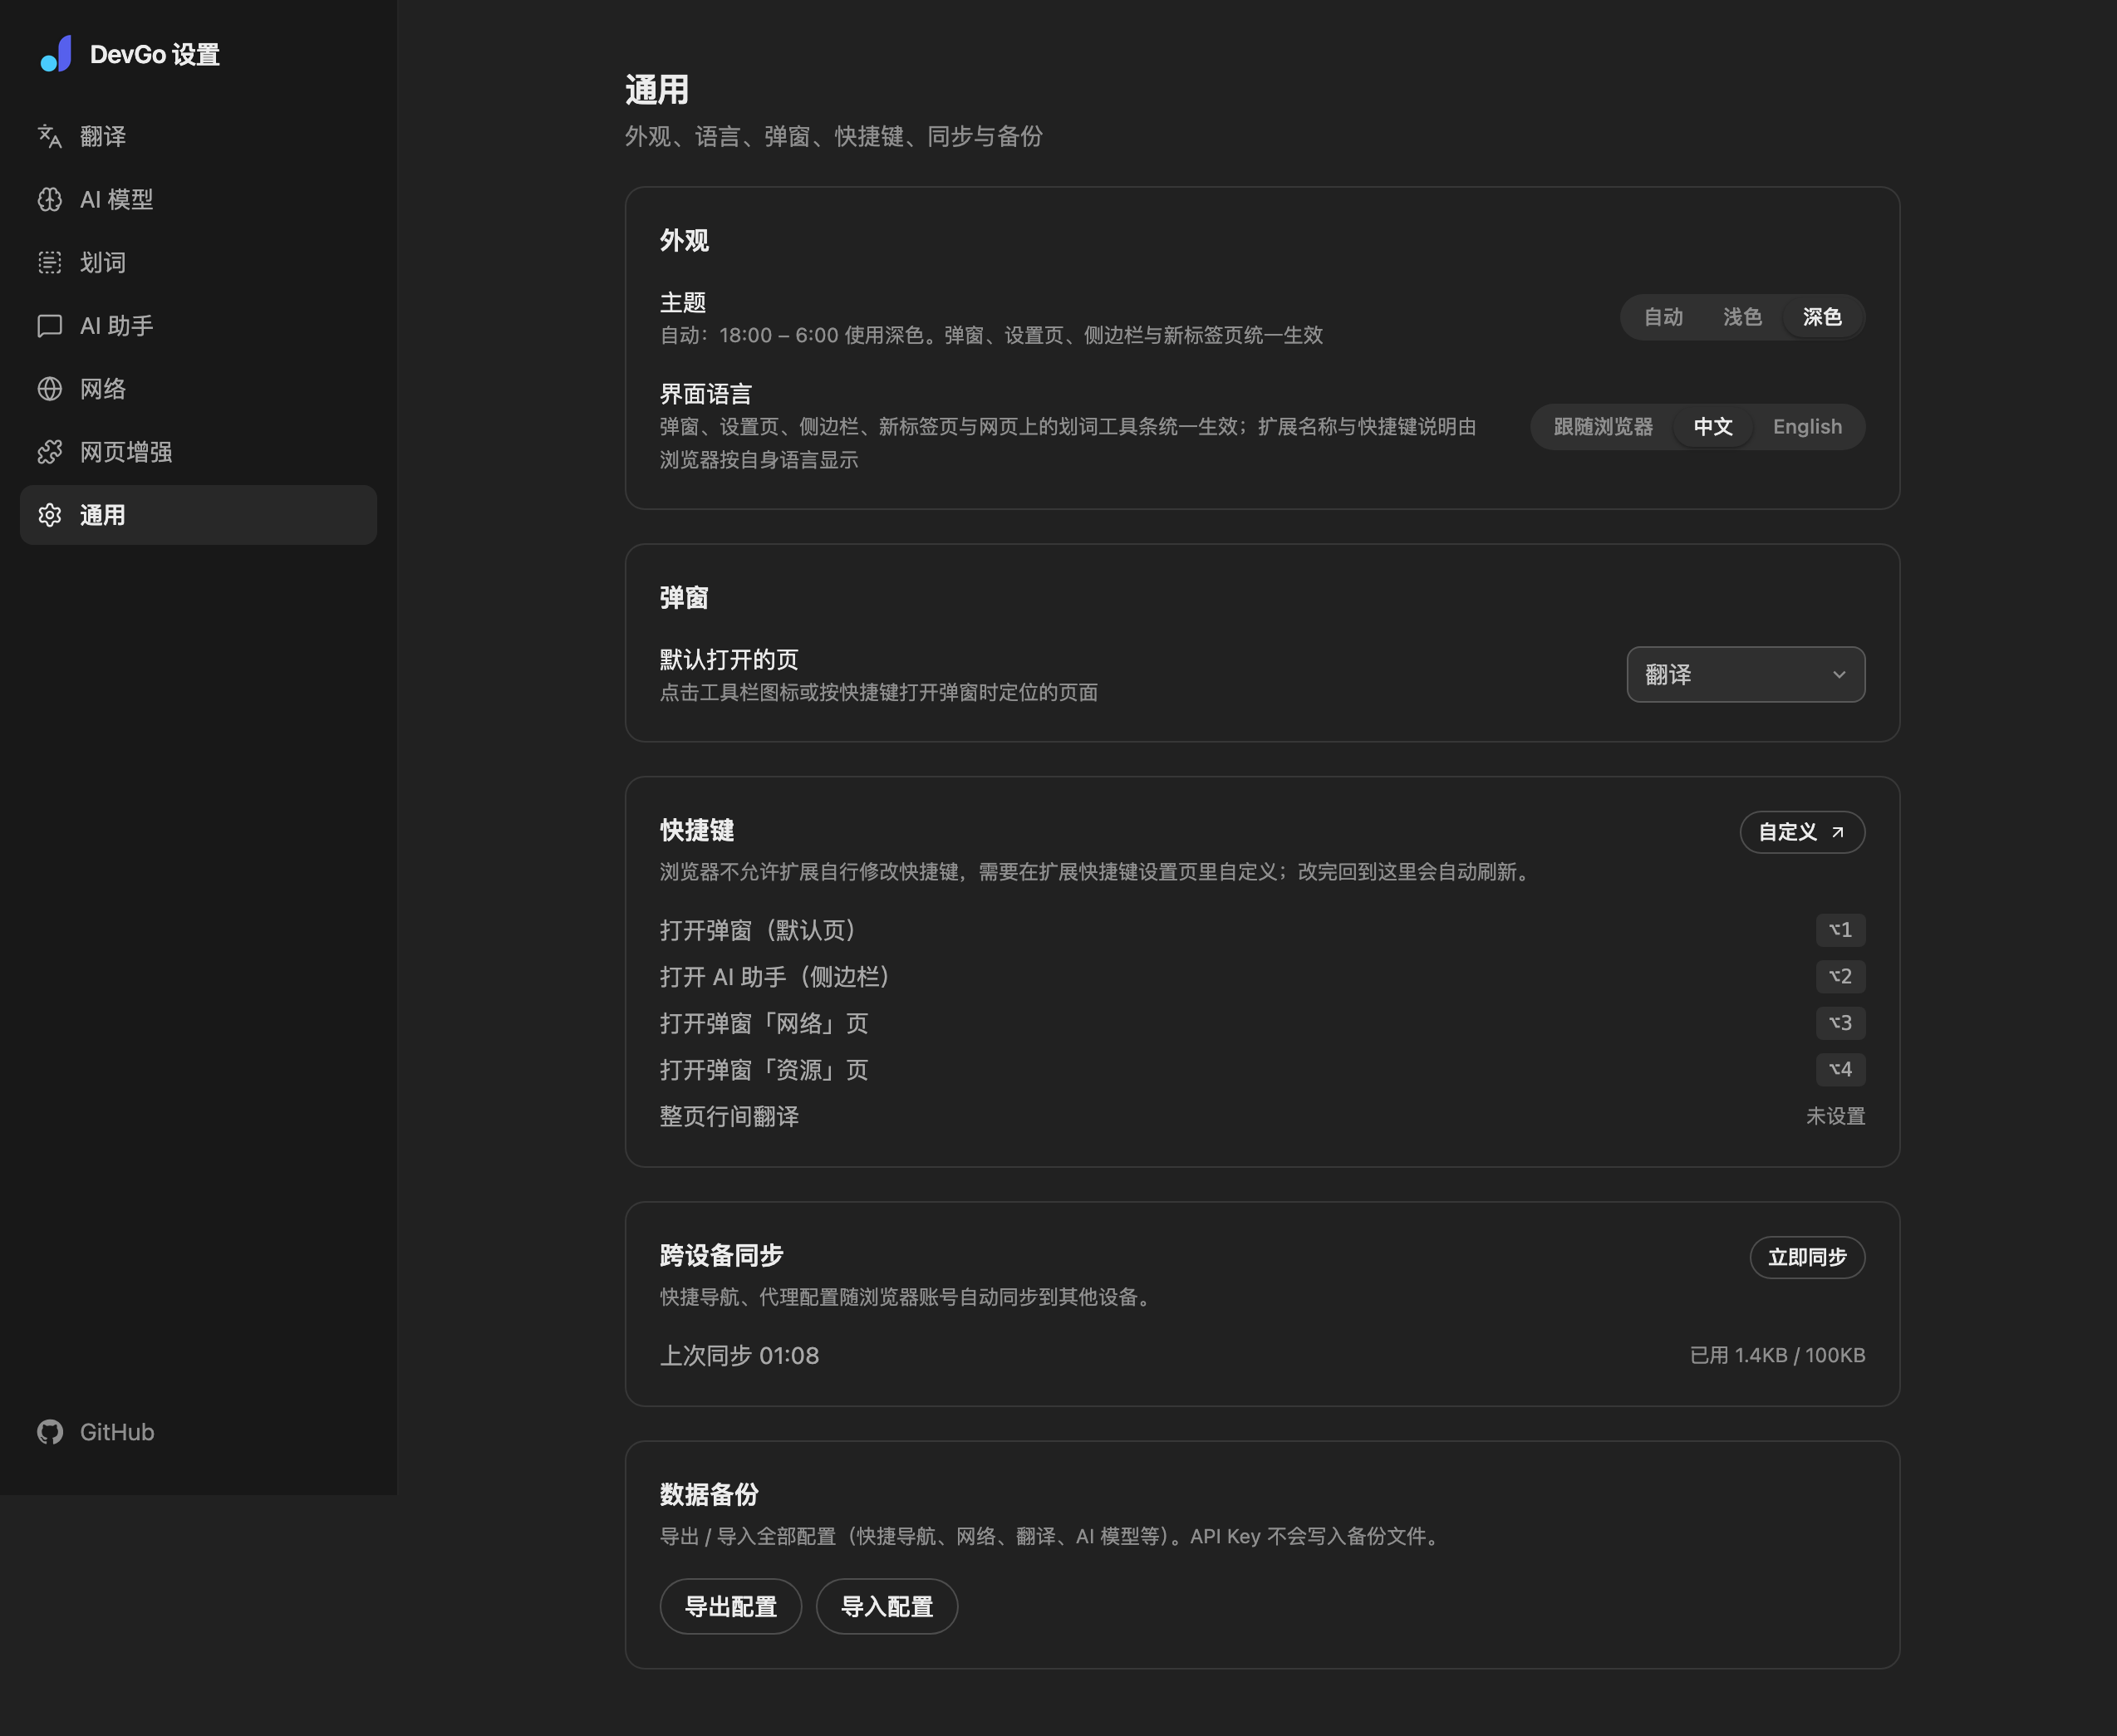 DevGo 设置
翻译
AI 模型
划词
AI 助手
网络
网页增强
通用
GitHub
通用
外观、语言、弹窗、快捷键、同步与备份
外观
主题
自动：18:00 – 6:00 使用深色。弹窗、设置页、侧边栏与新标签页统一生效
自动 浅色 深色
界面语言
弹窗、设置页、侧边栏、新标签页与网页上的划词工具条统一生效；扩展名称与快捷键说明由
浏览器按自身语言显示
跟随浏览器 中文 English
弹窗
默认打开的页
点击工具栏图标或按快捷键打开弹窗时定位的页面
翻译
快捷键
自定义
浏览器不允许扩展自行修改快捷键，需要在扩展快捷键设置页里自定义；改完回到这里会自动刷新。
打开弹窗（默认页） ⌥1
打开 AI 助手（侧边栏） ⌥2
打开弹窗「网络」页 ⌥3
打开弹窗「资源」页 ⌥4
整页行间翻译 未设置
跨设备同步
立即同步
快捷导航、代理配置随浏览器账号自动同步到其他设备。
上次同步 01:08 已用 1.4KB / 100KB
数据备份
导出 / 导入全部配置（快捷导航、网络、翻译、AI 模型等）。API Key 不会写入备份文件。
导出配置 导入配置